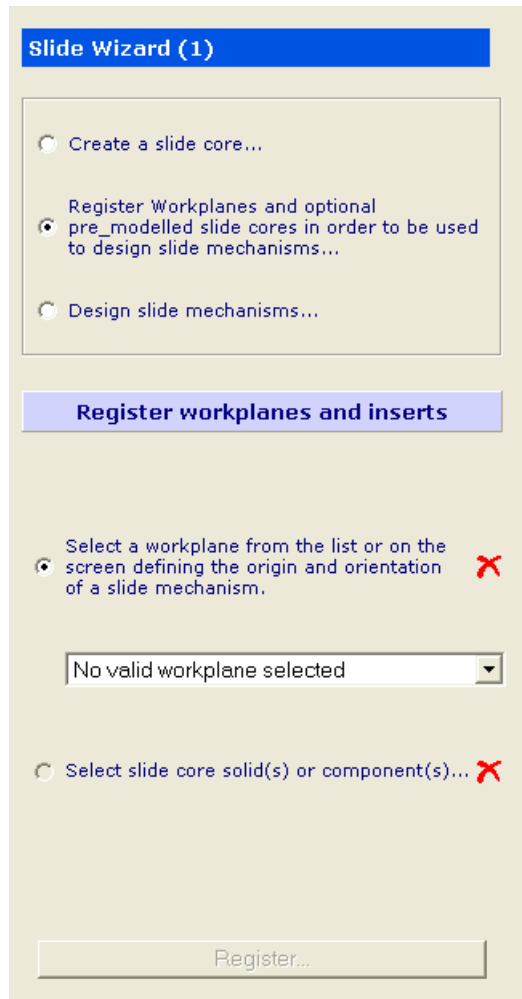 Slide Wizard (1)
Create a slide core...
Register Workplanes and optional
pre_modelled slide cores in order to be used
to design slide mechanisms...
Design slide mechanisms...
Register workplanes and inserts
Select a workplane from the list or on the
screen defining the origin and orientation
of a slide mechanism.
No valid workplane selected
Select slide core solid(s) or component(s)...
Register...